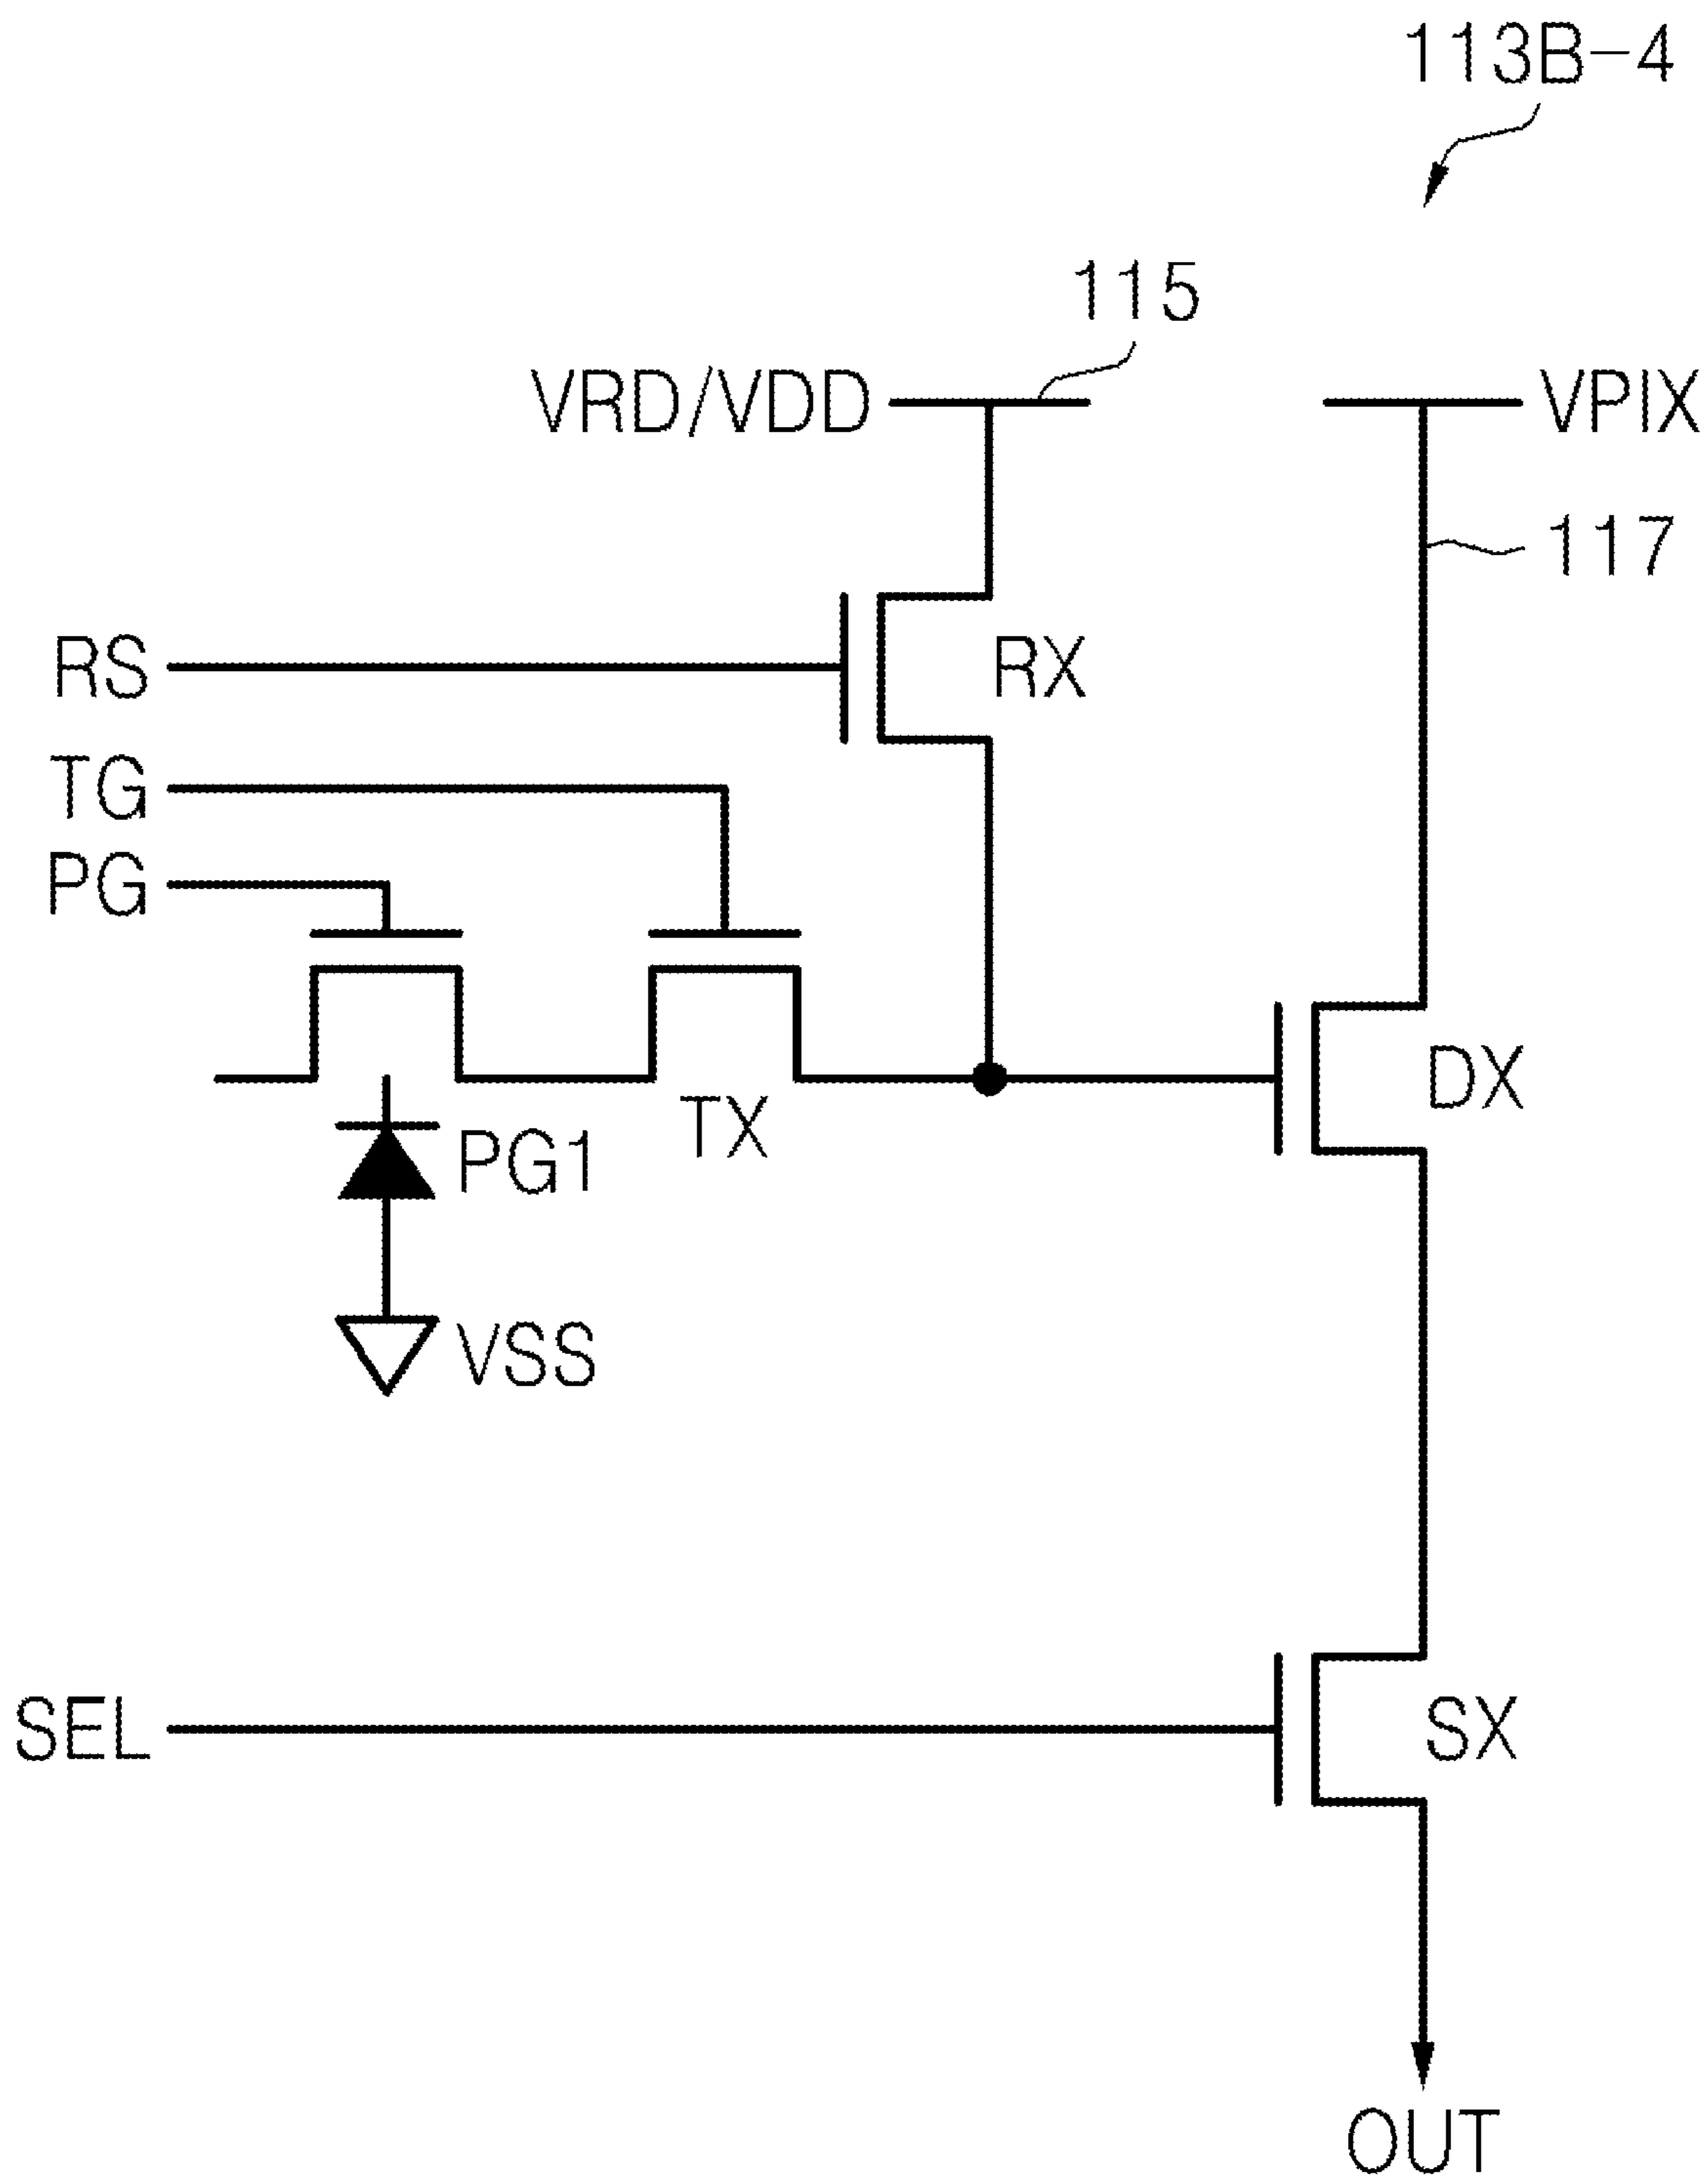 113B-4
115
VRD/VDD
VPIX
117
RS
RX
TG
PG
DX
TX
PG1
VSS
SEL
SX
OUT